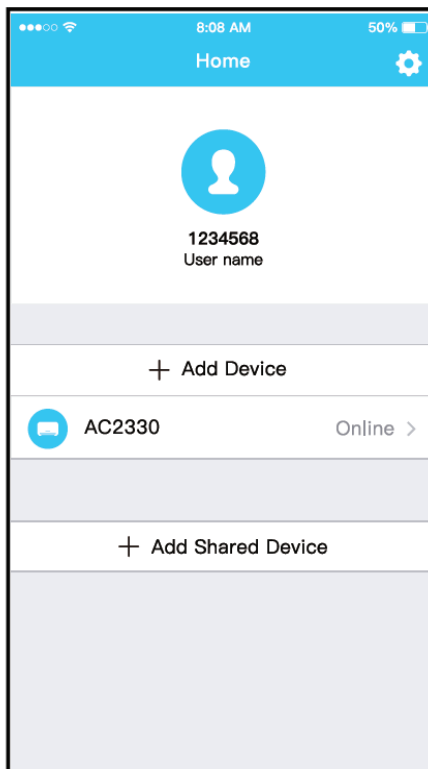 8:08 AM 50%
Home
1234568
User name
+ Add Device
AC2330 Online >
+ Add Shared Device